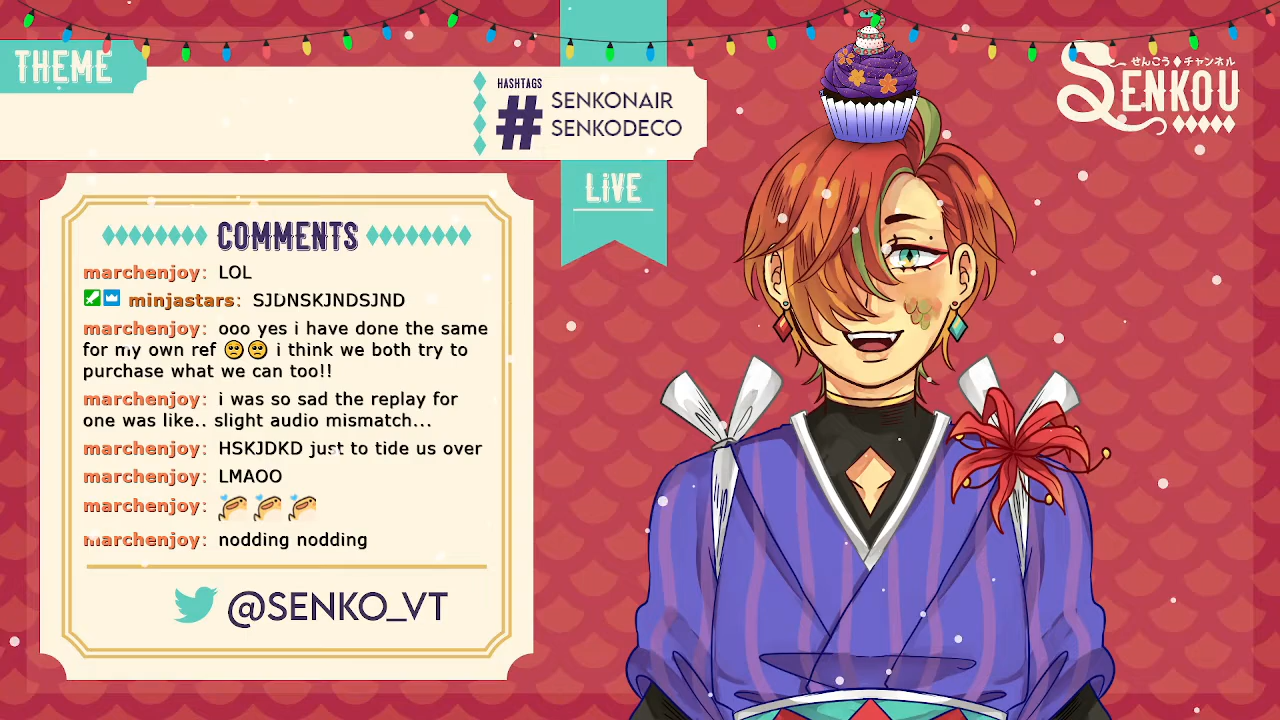 THEME
HASHTAGS
#
SENKONAIR
SENKODECO
せんこう♦チャンネル
SENKOU
LiVE
COMMENTS
marchenjoy: LOL
minjastars: SJDNSKJNDSJND
marchenjoy: ooo yes i have done the same
for my own ref 🥺🥺 i think we both try to
purchase what we can too!!
marchenjoy: i was so sad the replay for
one was like.. slight audio mismatch...
marchenjoy: HSKJDKD just to tide us over
marchenjoy: LMAOO
marchenjoy:
marchenjoy: nodding nodding
@SENKO_VT